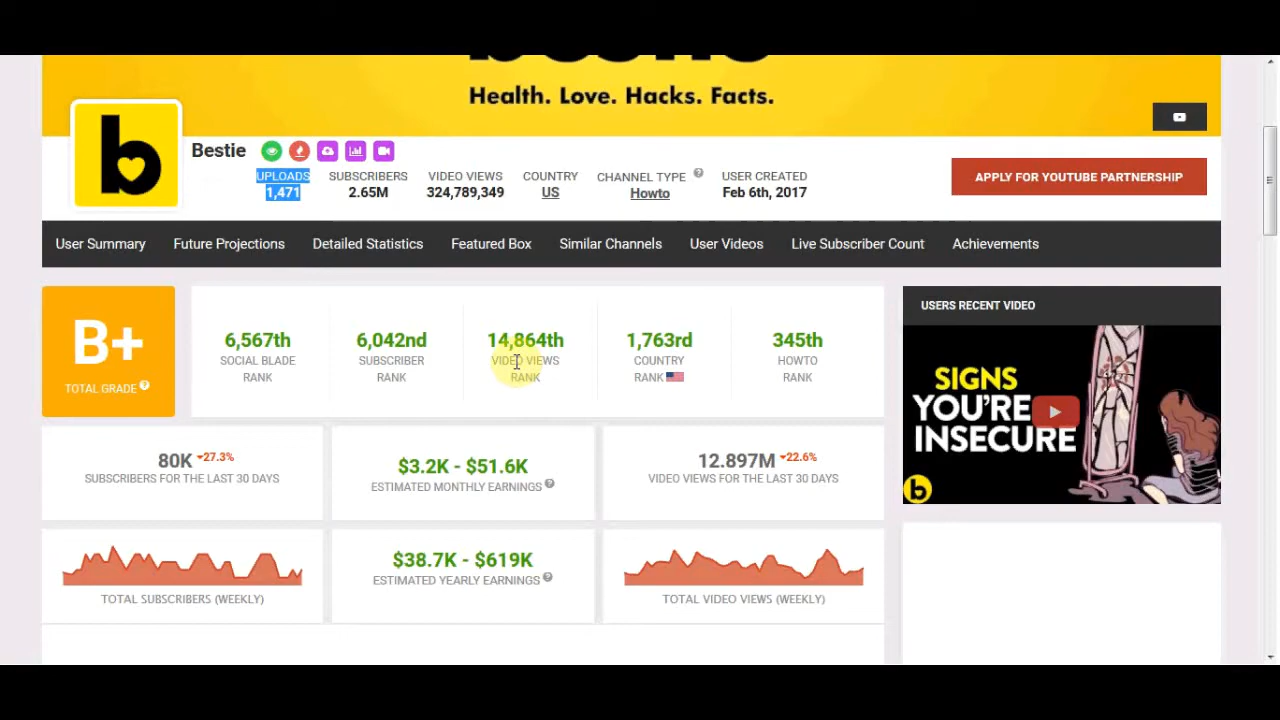 Health. Love. Hacks. Facts.
b
Bestie
UPLOADS
1,471
SUBSCRIBERS
2.65M
VIDEO VIEWS
324,789,349
COUNTRY
US
CHANNEL TYPE
Howto
USER CREATED
Feb 6th, 2017
APPLY FOR YOUTUBE PARTNERSHIP
User Summary
Future Projections
Detailed Statistics
Featured Box
Similar Channels
User Videos
Live Subscriber Count
Achievements
B+
TOTAL GRADE
6,567th
SOCIAL BLADE
RANK
6,042nd
SUBSCRIBER
RANK
14,864th
VIDEO VIEWS
RANK
1,763rd
COUNTRY
RANK
345th
HOWTO
RANK
USERS RECENT VIDEO
SIGNS
YOU'RE
INSECURE
b
80K 27.3%
SUBSCRIBERS FOR THE LAST 30 DAYS
$3.2K - $51.6K
ESTIMATED MONTHLY EARNINGS
12.897M 22.6%
VIDEO VIEWS FOR THE LAST 30 DAYS
TOTAL SUBSCRIBERS (WEEKLY)
$38.7K - $619K
ESTIMATED YEARLY EARNINGS
TOTAL VIDEO VIEWS (WEEKLY)